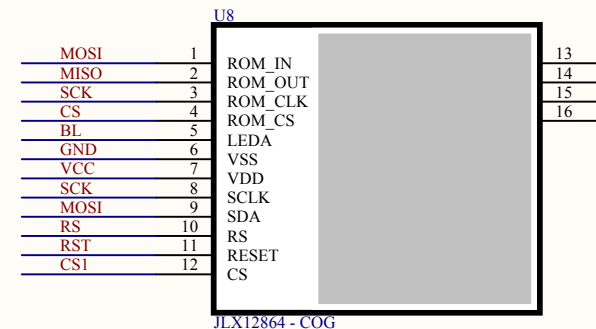 U8
MOSI 1 ROM_IN 13
MISO 2 ROM_OUT 14
SCK 3 ROM_CLK 15
CS 4 ROM_CS 16
BL 5 LEDA
GND 6 VSS
VCC 7 VDD
SCK 8 SCLK
MOSI 9 SDA
RS 10 RS
RST 11 RESET
CS1 12 CS
JLX12864 - COG